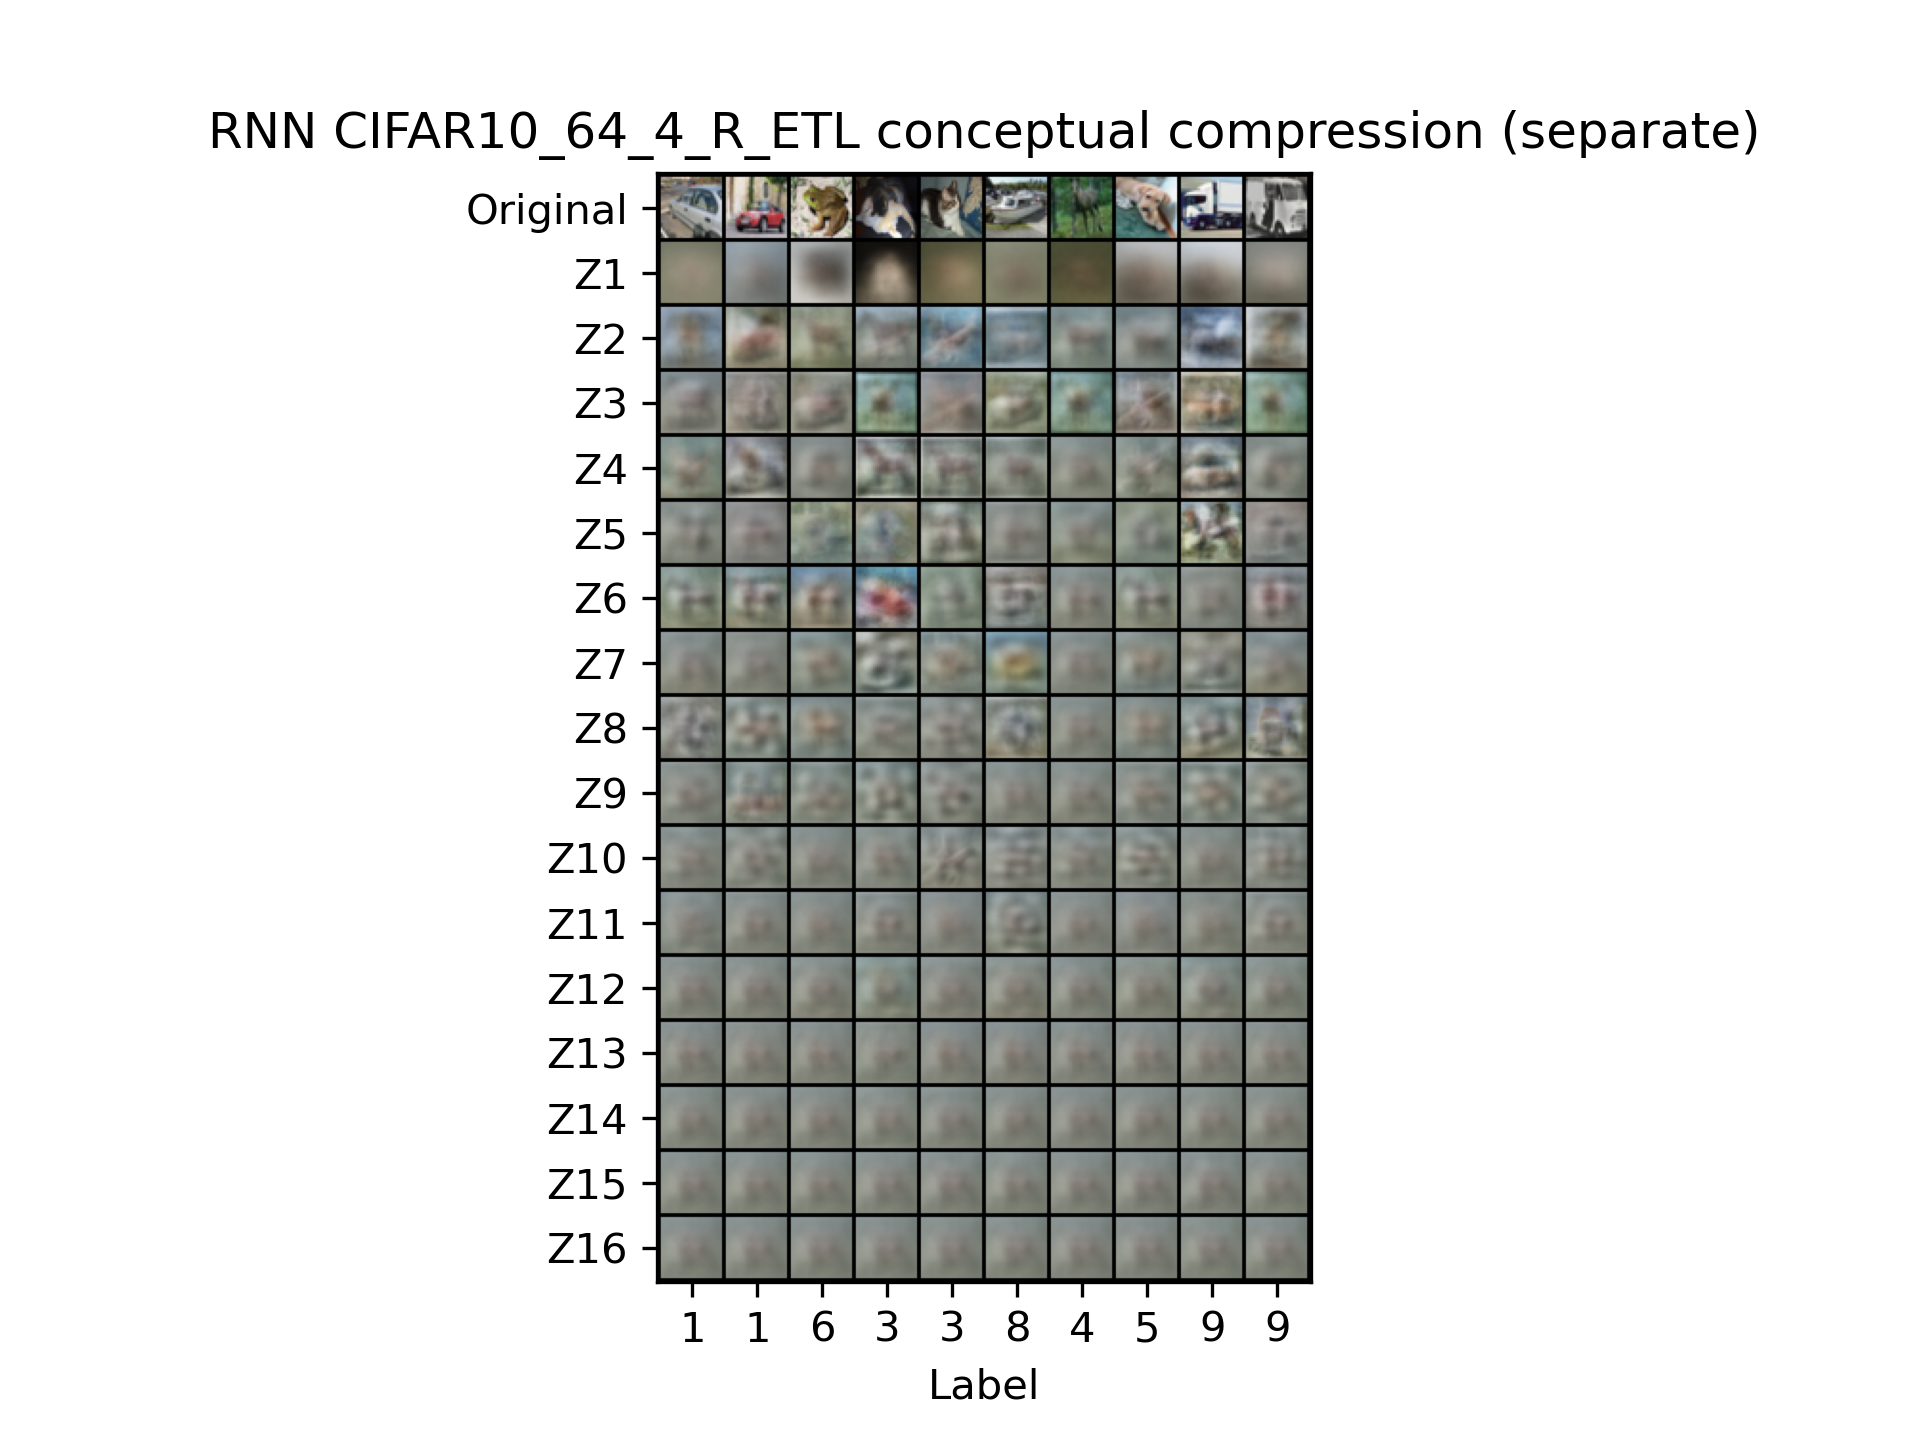 RNN CIFAR10_64_4_R_ETL conceptual compression (separate)
Original
Z1
Z2
Z3
Z4
Z5
Z6
Z7
Z8
Z9
Z10
Z11
Z12
Z13
Z14
Z15
Z16
1 1 6 3 3 8 4 5 9 9
Label